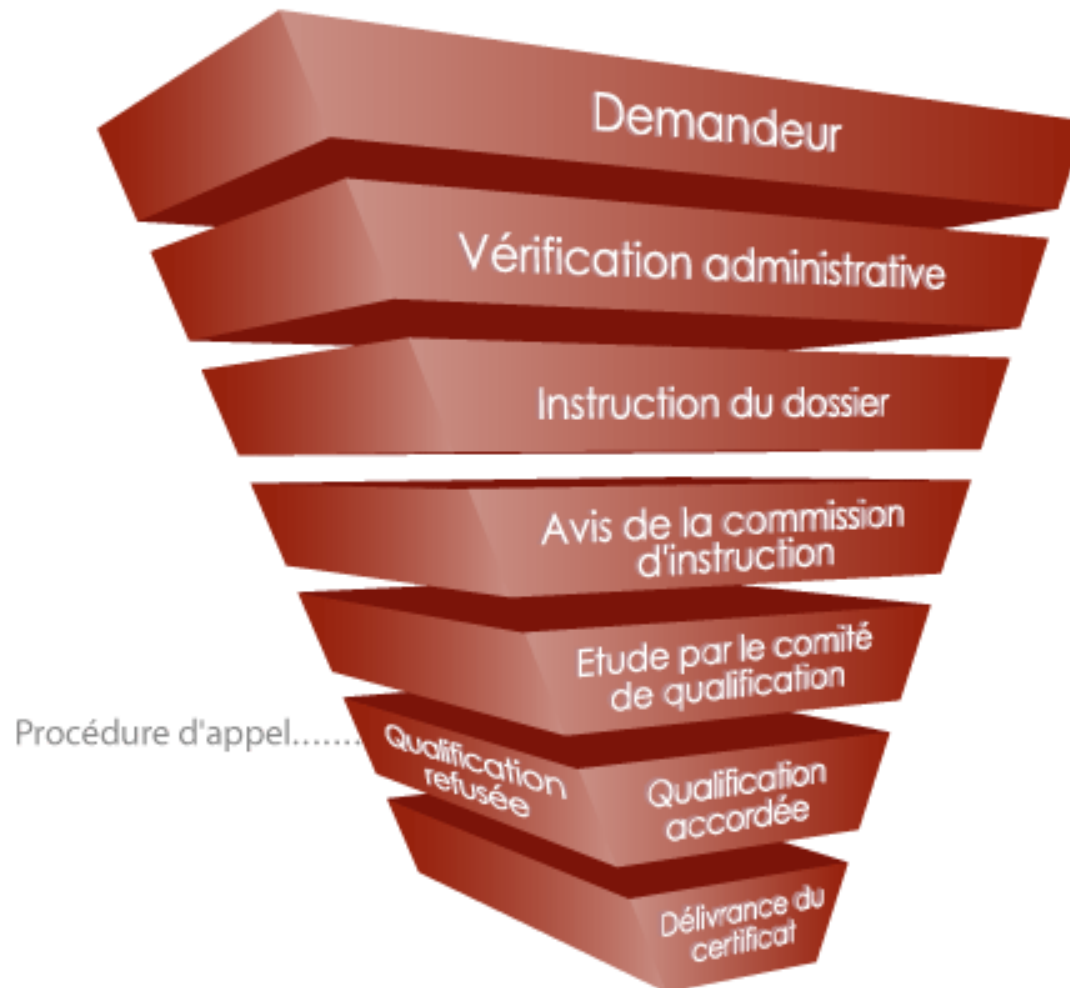 Demandeur
Vérification administrative
Instruction du dossier
Avis de la commission
d'instruction
Etude par le comité
de qualification
Procédure d'appel.......
Qualification
refusée
Qualification
accordée
Délivrance du
certificat